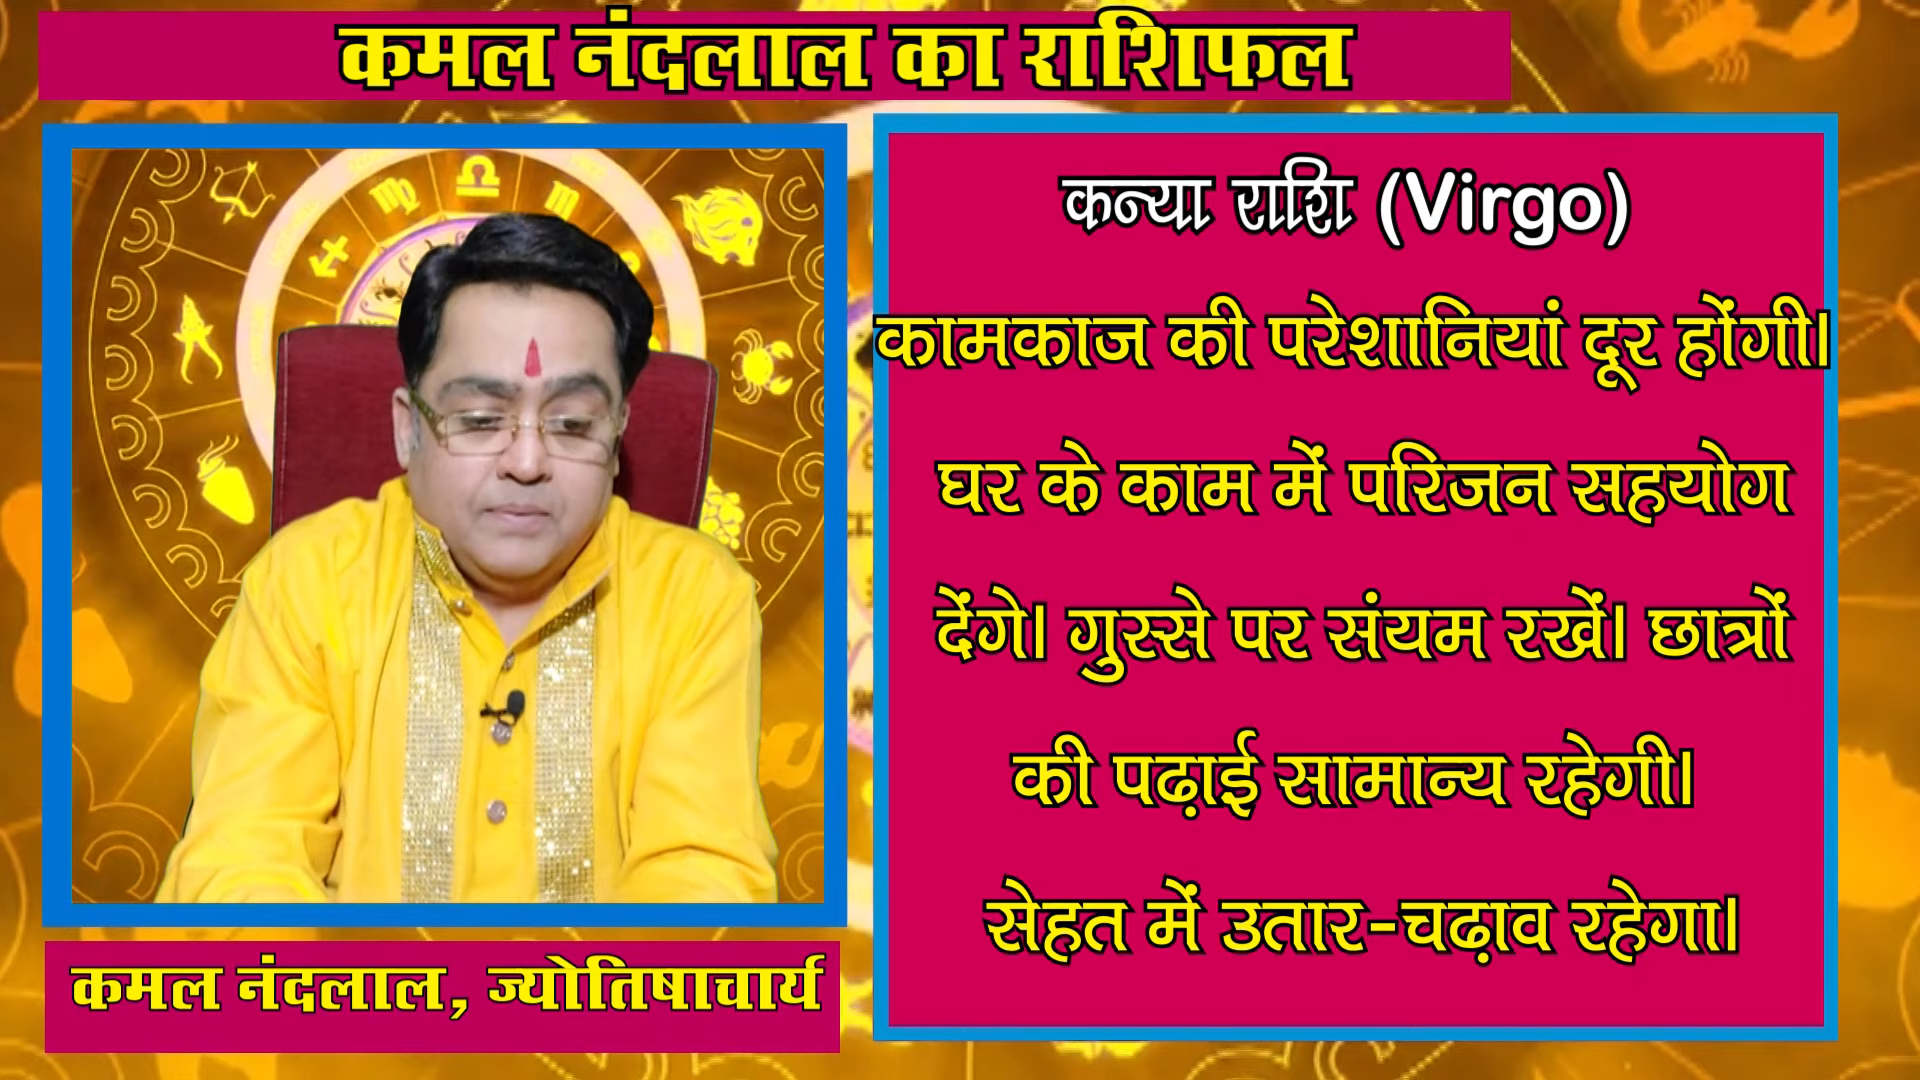 कमल नंदलाल का राशिफल
कन्या राशि (Virgo)
कामकाज की परेशानियां दूर होंगी।
घर के काम में परिजन सहयोग
देंगे। गुस्से पर संयम रखें। छात्रों
की पढ़ाई सामान्य रहेगी।
सेहत में उतार-चढ़ाव रहेगा।
कमल नंदलाल, ज्योतिषाचार्य